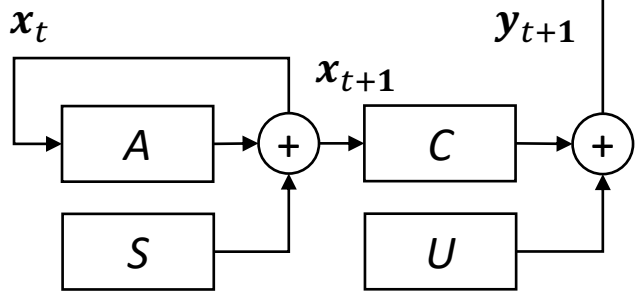 x_t
y_{t+1}
x_{t+1}
A
+
C
+
S
U